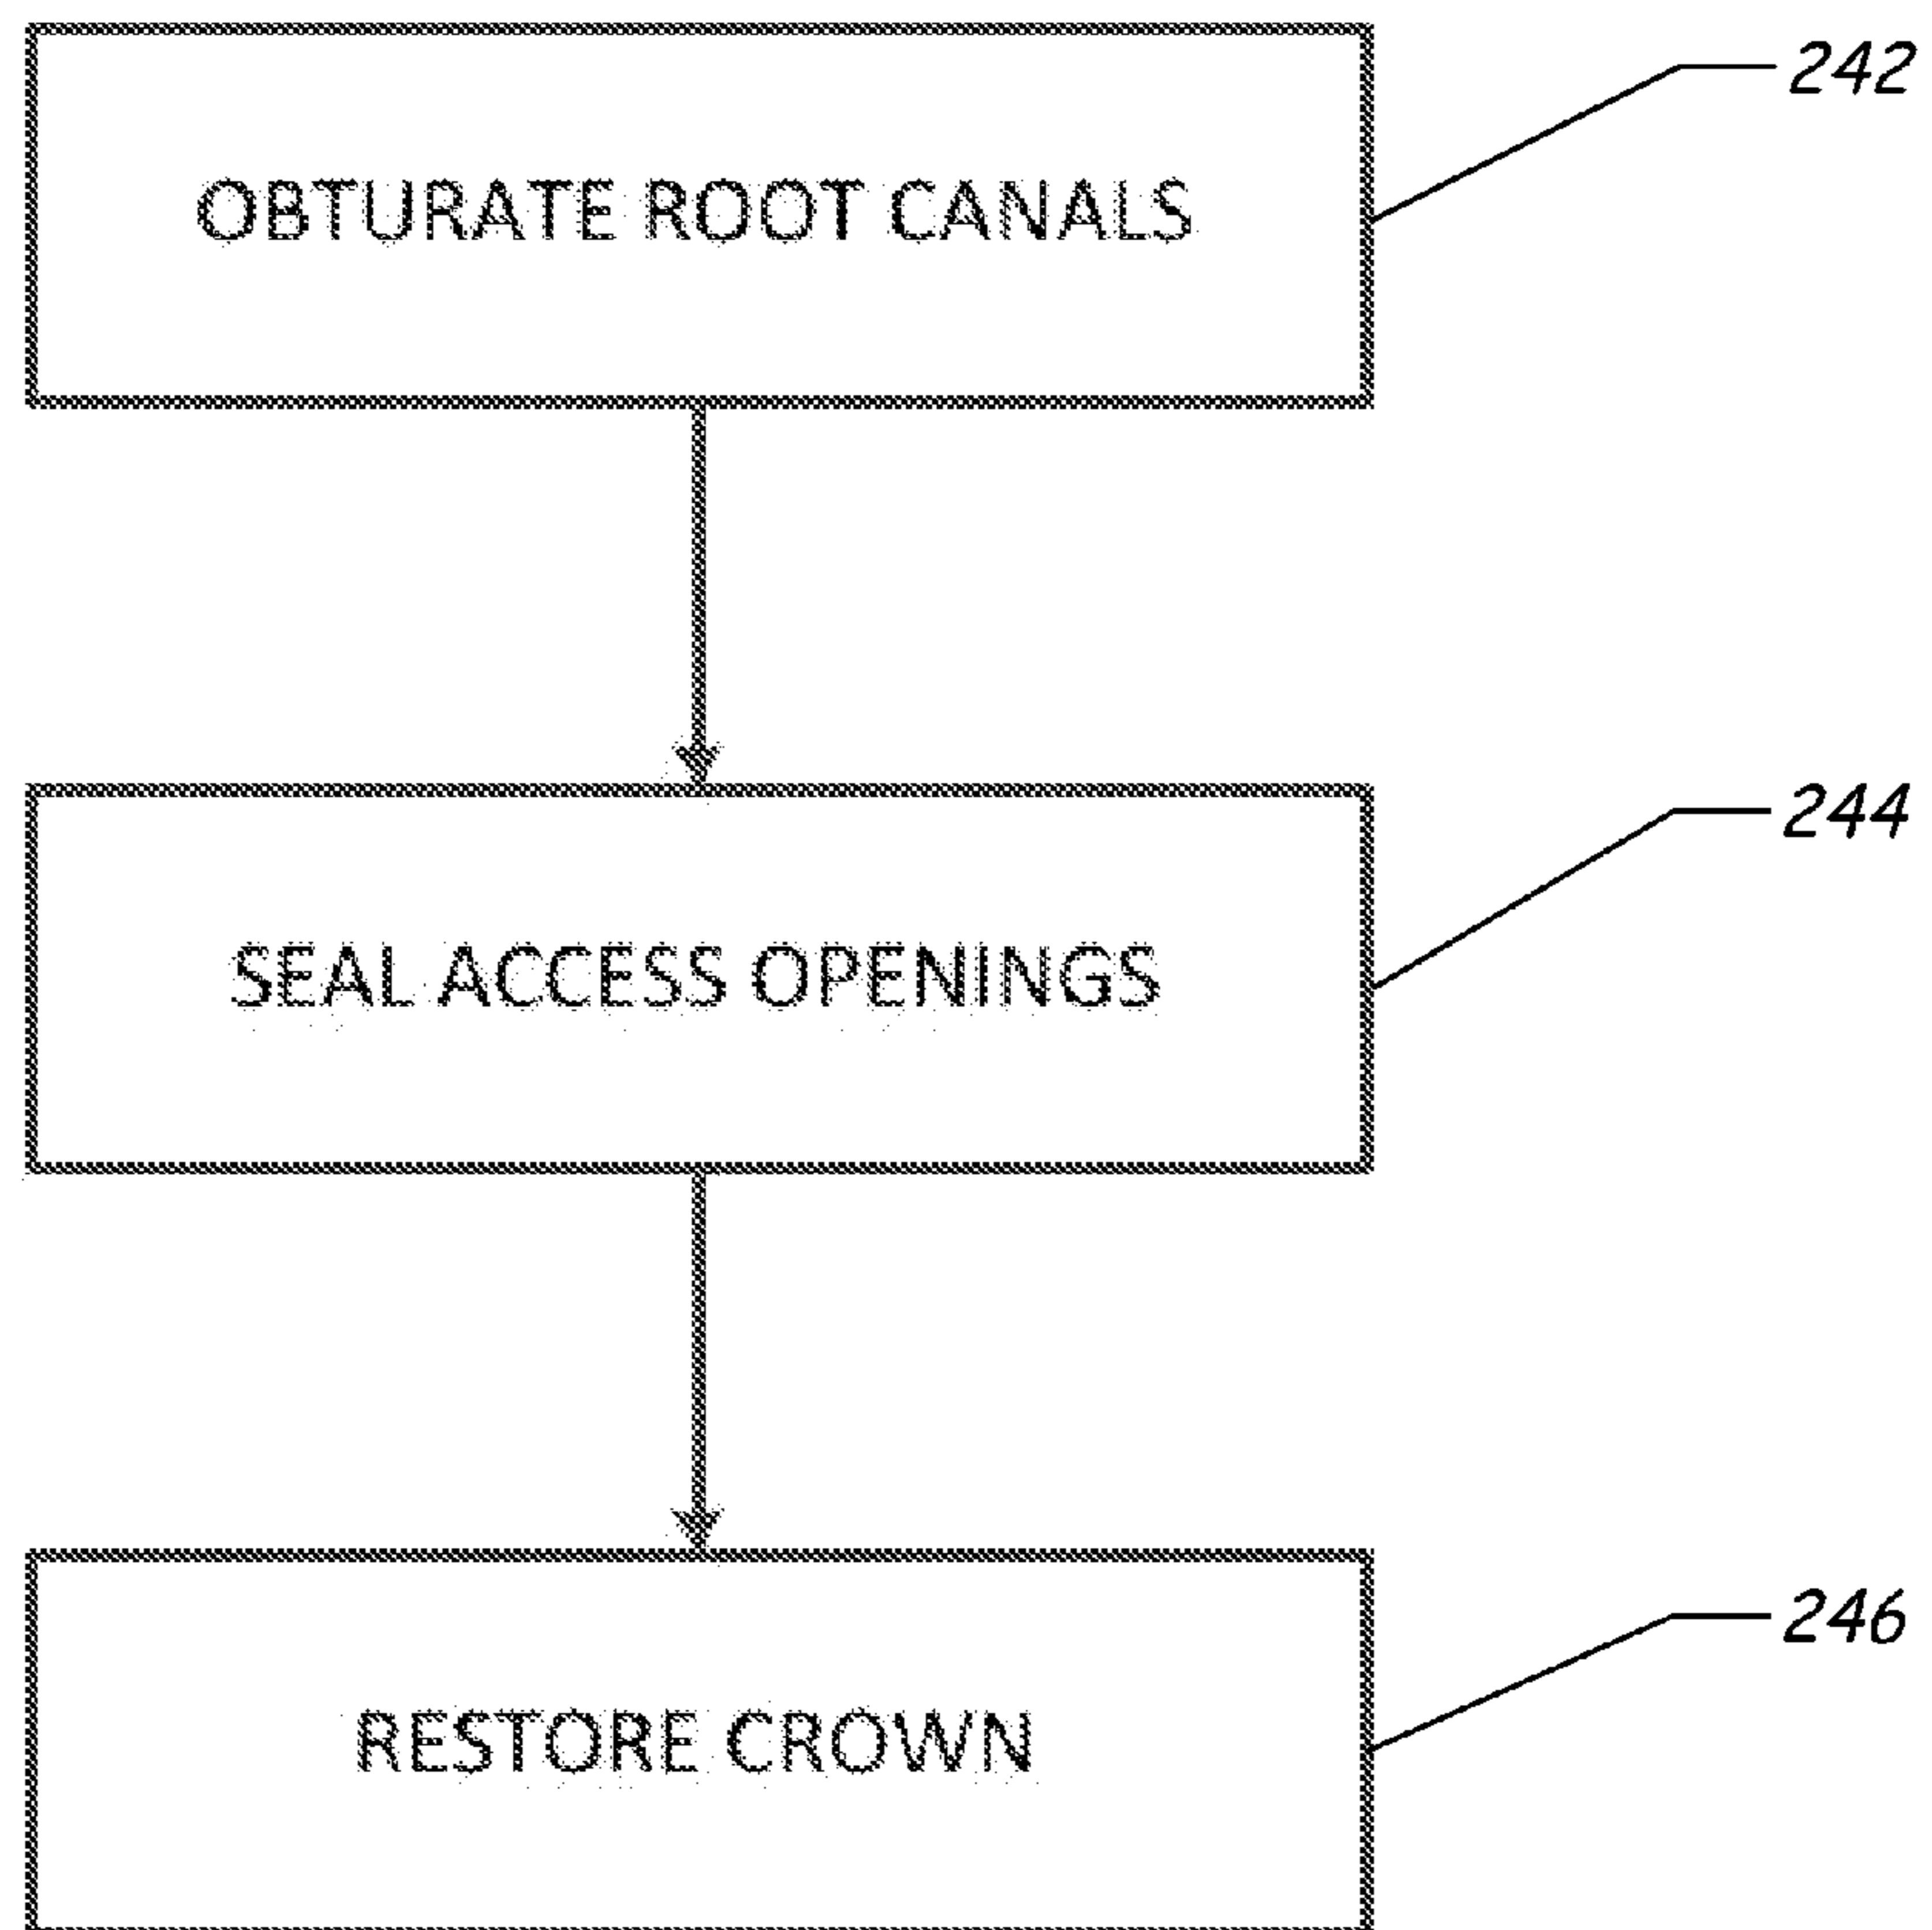 OBTURATE ROOT CANALS
242
SEAL ACCESS OPENINGS
244
RESTORE CROWN
246